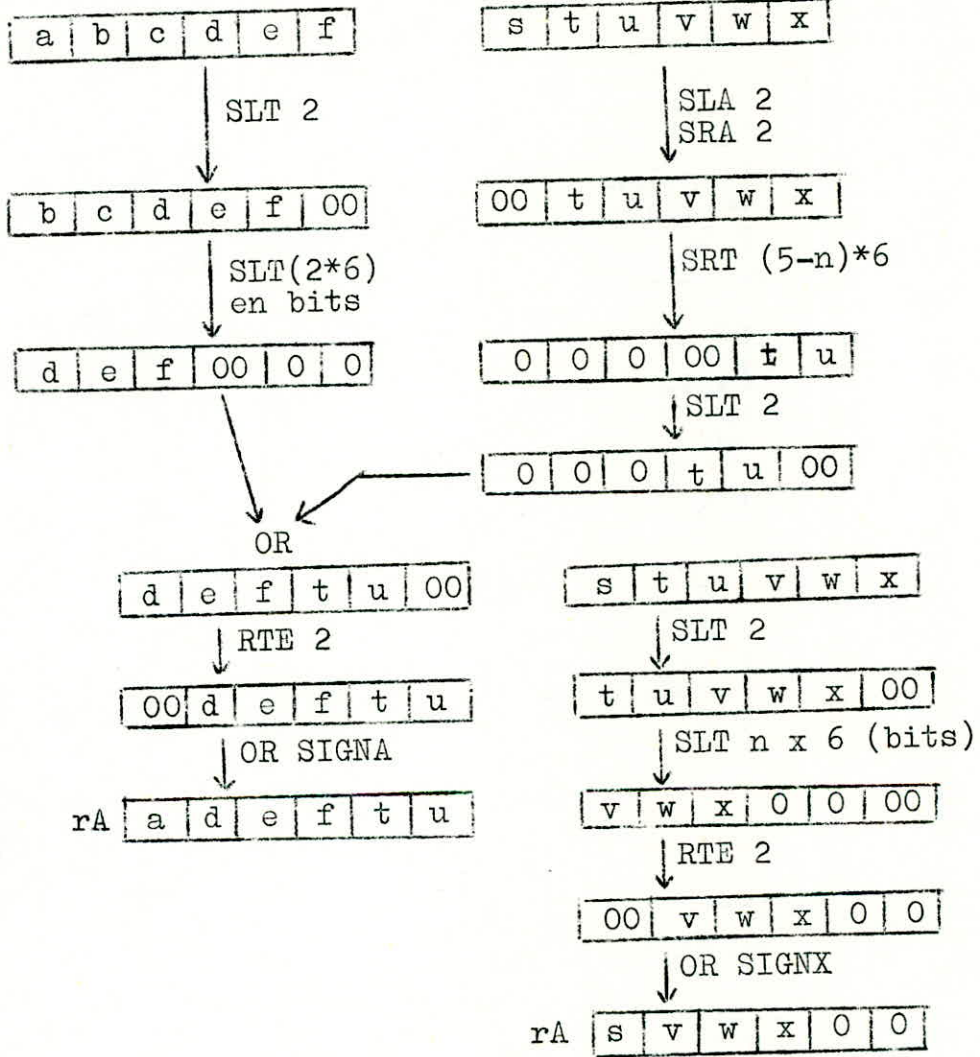 a b c d e f
SLT 2
b c d e f 00
SLT(2*6)
en bits
d e f 00 0 0
s t u v w x
SLA 2
SRA 2
00 t u v w x
SRT (5-n)*6
0 0 0 00 t u
SLT 2
0 0 0 t u 00
OR
d e f t u 00
RTE 2
00 d e f t u
OR SIGNA
rA a d e f t u
s t u v w x
SLT 2
t u v w x 00
SLT n x 6 (bits)
v w x 0 0 00
RTE 2
00 v w x 0 0
OR SIGNX
rA s v w x 0 0